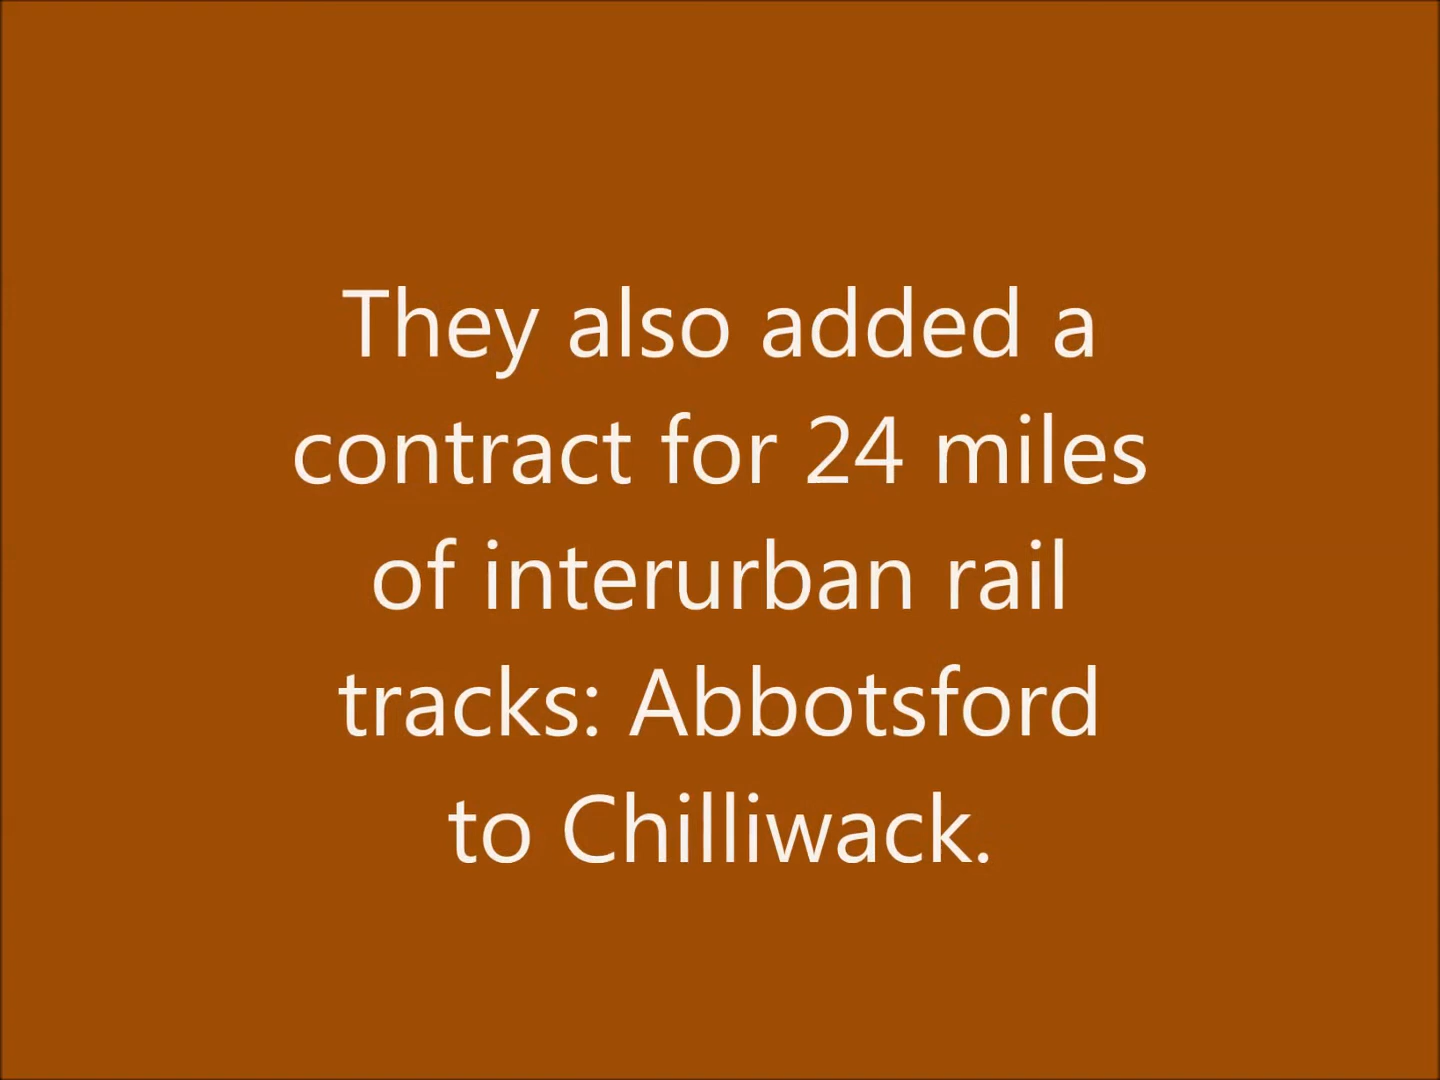 They also added a
contract for 24 miles
of interurban rail
tracks: Abbotsford
to Chilliwack.